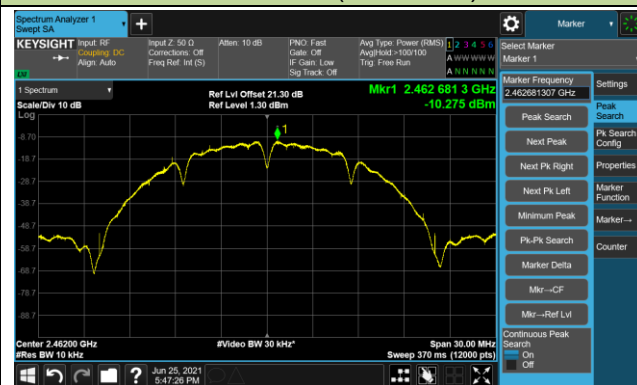 Spectrum Analyzer 1
Swept SA
Marker
KEYSIGHT
Input: RF
Coupling: DC
Align: Auto
Input Z: 50 Ω
Corrections: Off
Freq Ref: Int (S)
Atten: 10 dB
PNO: Fast
Gate: Off
IF Gain: Low
Sig Track: Off
Avg Type: Power (RMS)
Avg|Hold:>100/100
Trig: Free Run
1 2 3 4 5 6
A W W W W W
A N N N N N
Select Marker
Marker 1
1 Spectrum
Scale/Div 10 dB
Log
Ref Lvl Offset 21.30 dB
Ref Level 1.30 dBm
Mkr1 2.462 681 3 GHz
-10.275 dBm
1
-8.70
-18.7
-28.7
-38.7
-48.7
-58.7
-68.7
-78.7
-88.7
Center 2.46200 GHz
#Res BW 10 kHz
#Video BW 30 kHz*
Span 30.00 MHz
Sweep 370 ms (12000 pts)
Marker Frequency
2.462681307 GHz
Peak Search
Next Peak
Next Pk Right
Next Pk Left
Minimum Peak
Pk-Pk Search
Marker Delta
Mkr→CF
Mkr→Ref Lvl
Continuous Peak
Search
On
Off
Settings
Peak
Search
Pk Search
Config
Properties
Marker
Function
Marker→
Counter
Jun 25, 2021
5:47:26 PM